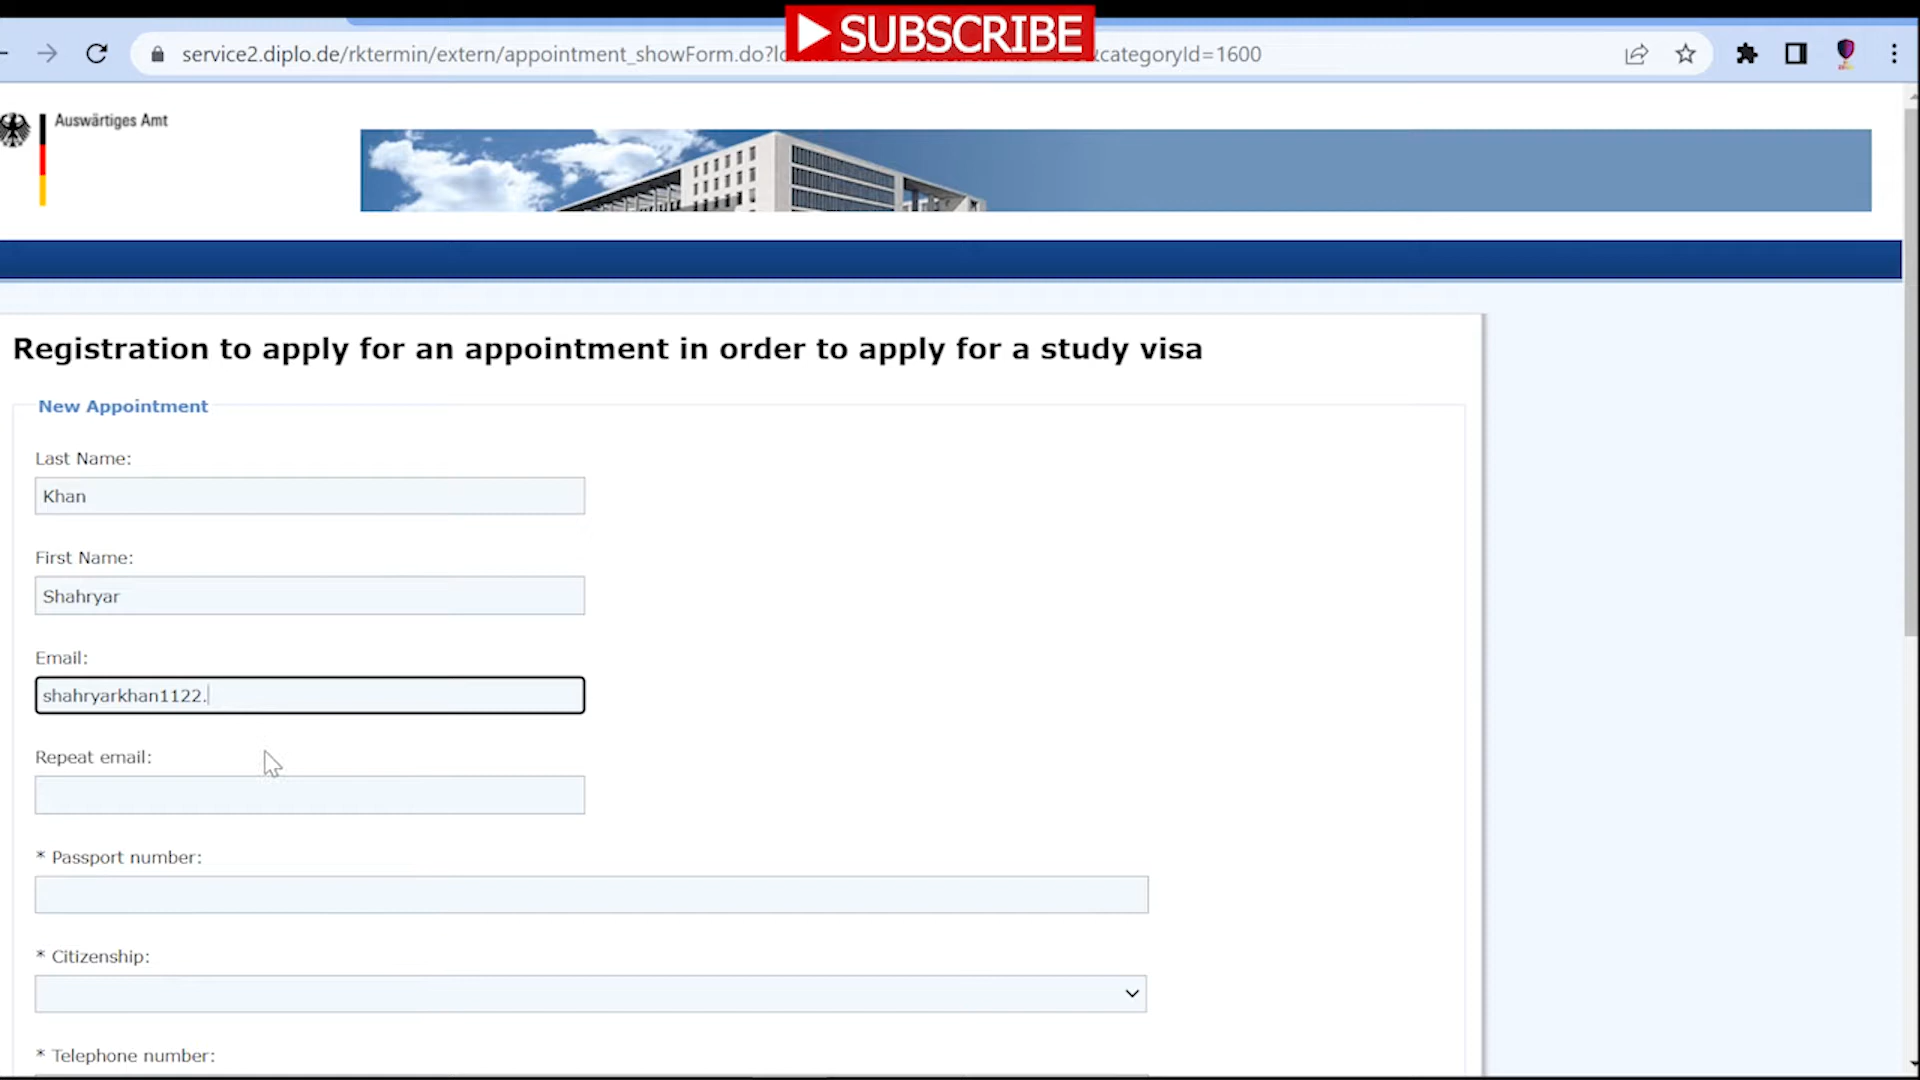 SUBSCRIBE
service2.diplo.de/rktermin/extern/appointment_showForm.do?l
&categoryId=1600
Auswärtiges Amt
Registration to apply for an appointment in order to apply for a study visa
New Appointment
Last Name:
Khan
First Name:
Shahryar
Email:
shahryarkhan1122.
Repeat email:
* Passport number:
* Citizenship:
* Telephone number: